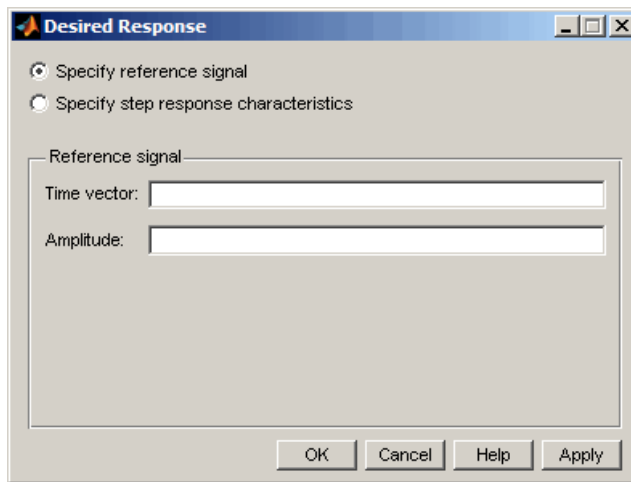 Desired Response
Specify reference signal
Specify step response characteristics
Reference signal
Time vector:
Amplitude:
OK Cancel Help Apply